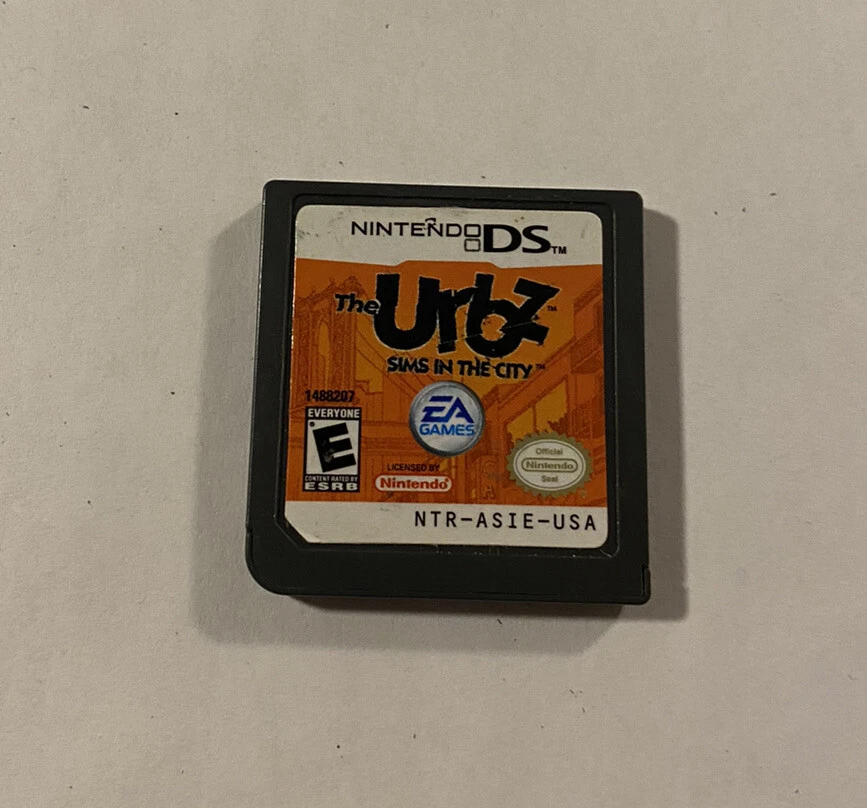 NINTENDO DS™
The Urbz™
SIMS IN THE CITY™
1488207
EVERYONE
E
CONTENT RATED BY
ESRB
EA
GAMES
LICENSED BY
Nintendo®
Official
Nintendo
Seal
NTR-ASIE-USA